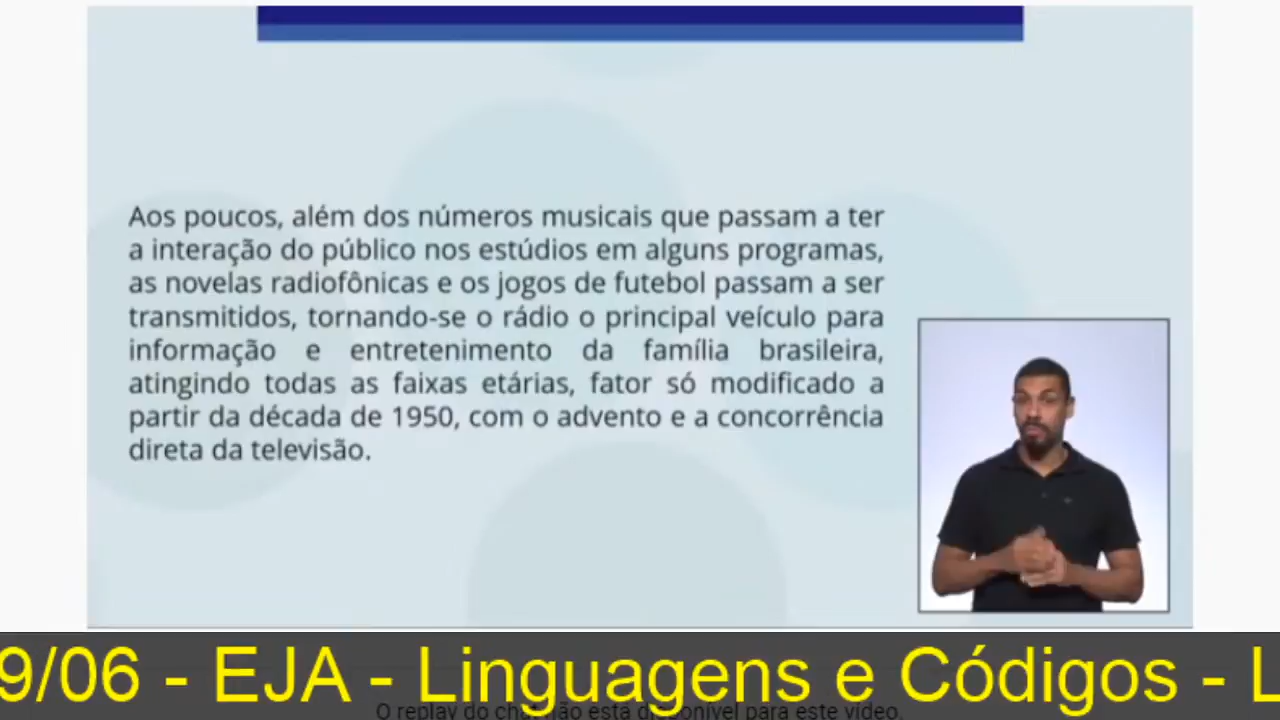 Aos poucos, além dos números musicais que passam a ter
a interação do público nos estúdios em alguns programas,
as novelas radiofônicas e os jogos de futebol passam a ser
transmitidos, tornando-se o rádio o principal veículo para
informação e entretenimento da família brasileira,
atingindo todas as faixas etárias, fator só modificado a
partir da década de 1950, com o advento e a concorrência
direta da televisão.
9/06 - EJA - Linguagens e Códigos - L
O replay do chat não está disponível para este vídeo.